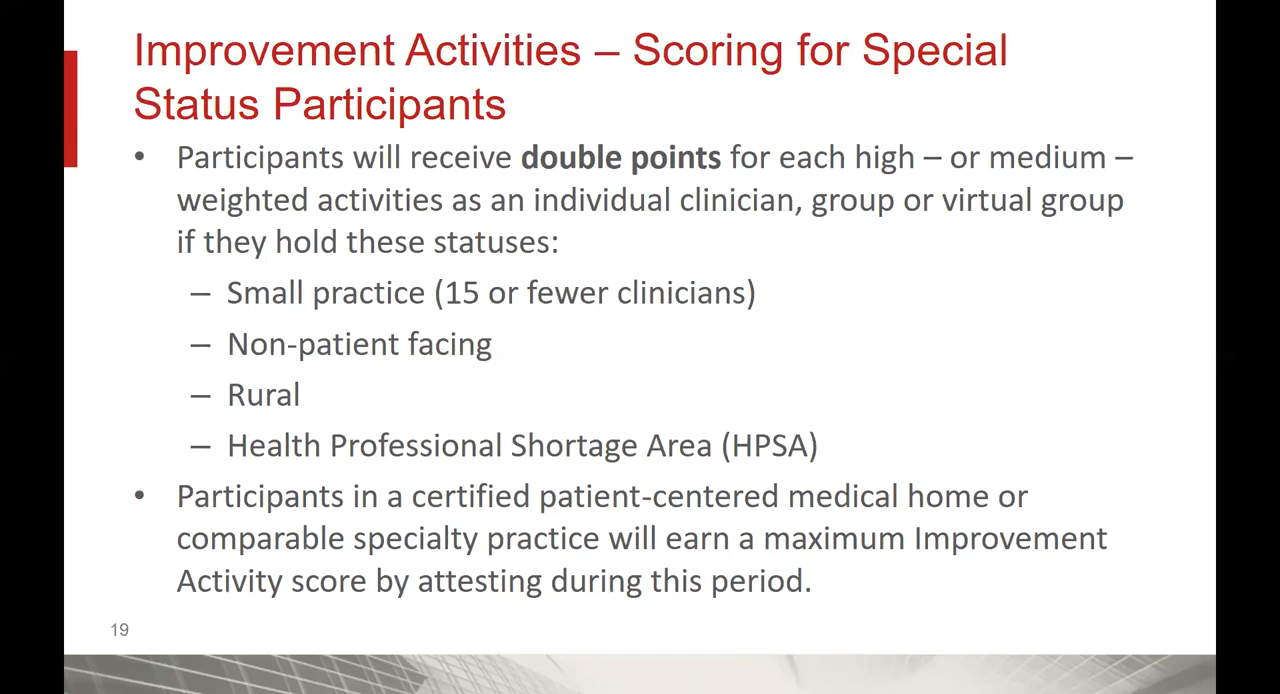 Improvement Activities – Scoring for Special
Status Participants
• Participants will receive double points for each high – or medium –
weighted activities as an individual clinician, group or virtual group
if they hold these statuses:
– Small practice (15 or fewer clinicians)
– Non-patient facing
– Rural
– Health Professional Shortage Area (HPSA)
• Participants in a certified patient-centered medical home or
comparable specialty practice will earn a maximum Improvement
Activity score by attesting during this period.
19